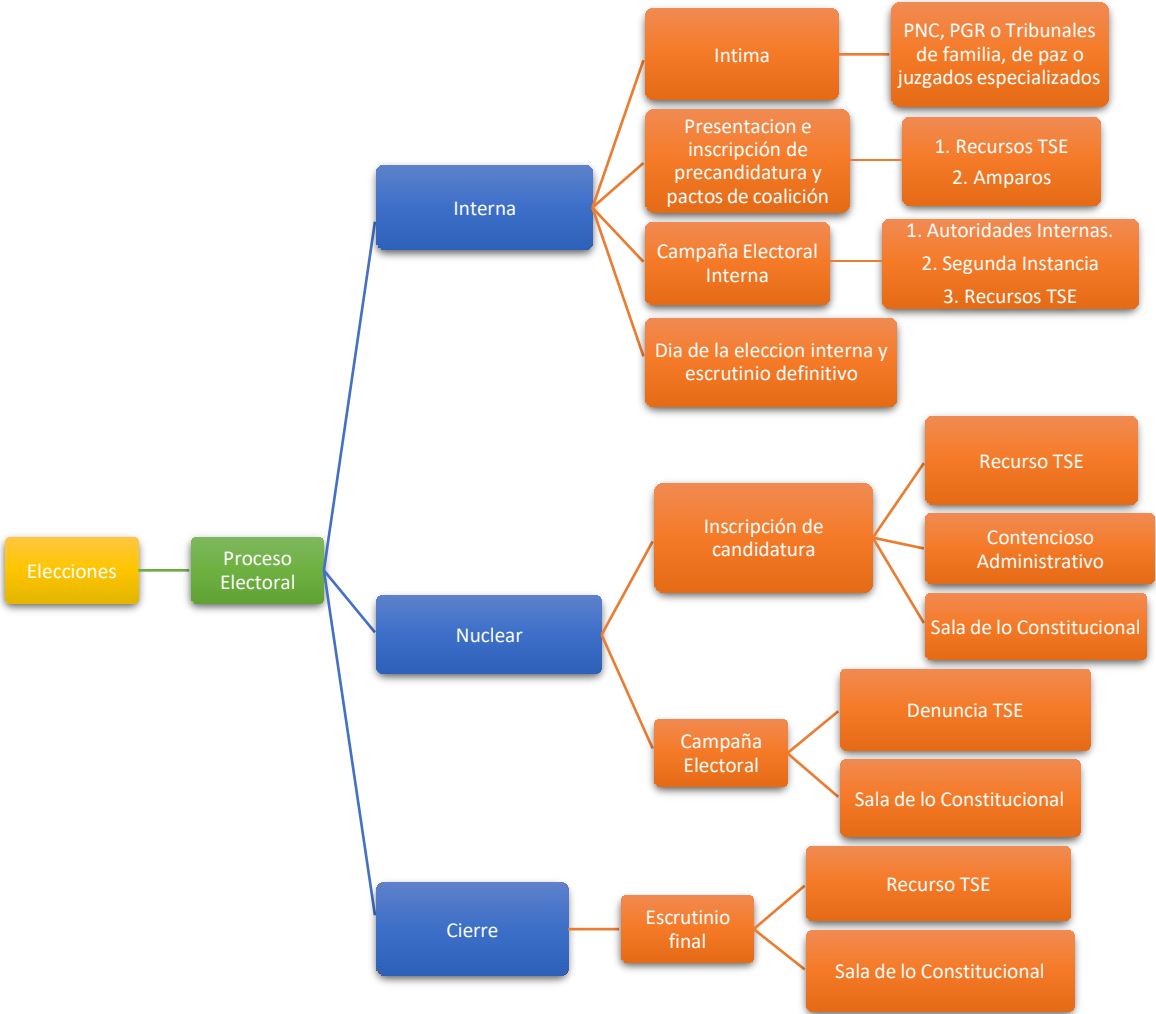 Elecciones
Proceso
Electoral
Interna
Intima
PNC, PGR o Tribunales
de familia, de paz o
juzgados especializados
Presentacion e
inscripción de
precandidatura y
pactos de coalición
1. Recursos TSE
2. Amparos
Campaña Electoral
Interna
1. Autoridades Internas.
2. Segunda Instancia
3. Recursos TSE
Dia de la eleccion interna y
escrutinio definitivo
Nuclear
Inscripción de
candidatura
Recurso TSE
Contencioso
Administrativo
Sala de lo Constitucional
Campaña
Electoral
Denuncia TSE
Sala de lo Constitucional
Cierre
Escrutinio
final
Recurso TSE
Sala de lo Constitucional